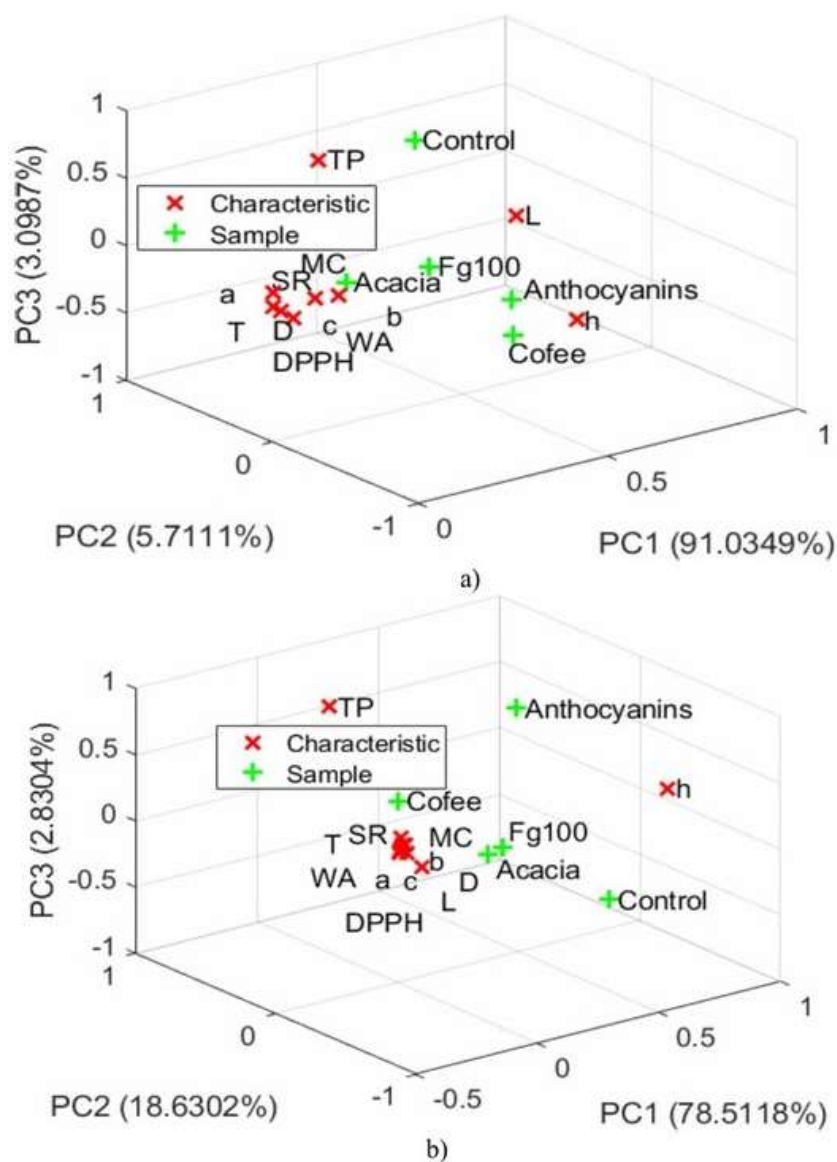 1
0.5
0
-0.5
-1
PC3 (3.0987%)
TP
Control
Characteristic
Sample
L
MC
Fg100
SR
Acacia
a
Anthocyanins
b
h
c
T
D
WA
Cofee
DPPH
1
0
-1
PC2 (5.7111%)
0
0.5
1
PC1 (91.0349%)
a)
1
0.5
0
-0.5
-1
PC3 (2.8304%)
TP
Anthocyanins
Characteristic
Sample
h
Cofee
SR
MC
Fg100
T
b
Acacia
WA
a
c
D
L
Control
DPPH
1
0
-1
PC2 (18.6302%)
-0.5
0
0.5
1
PC1 (78.5118%)
b)